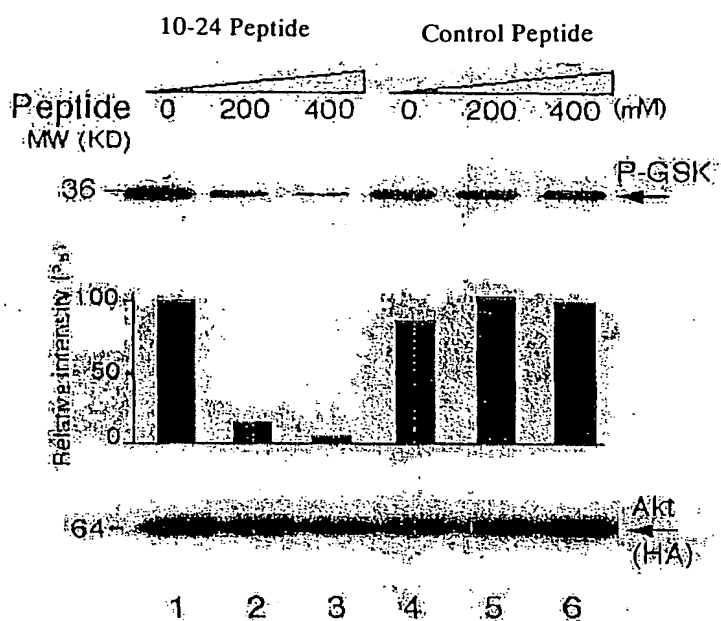 10-24 Peptide Control Peptide
Peptide 0 200 400 0 200 400 (mM)
MW (KD)
36 P-GSK
Relative intensity (%)
100
50
0
64 Akt
(HA)
1 2 3 4 5 6